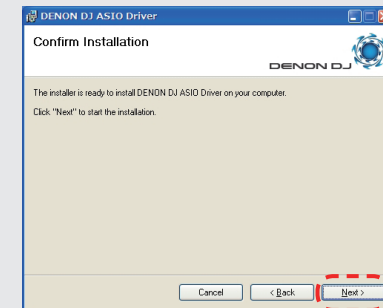 DENON DJ ASIO Driver
Confirm Installation
DENON DJ
The installer is ready to install DENON DJ ASIO Driver on your computer.
Click "Next" to start the installation.
Cancel
< Back
Next >